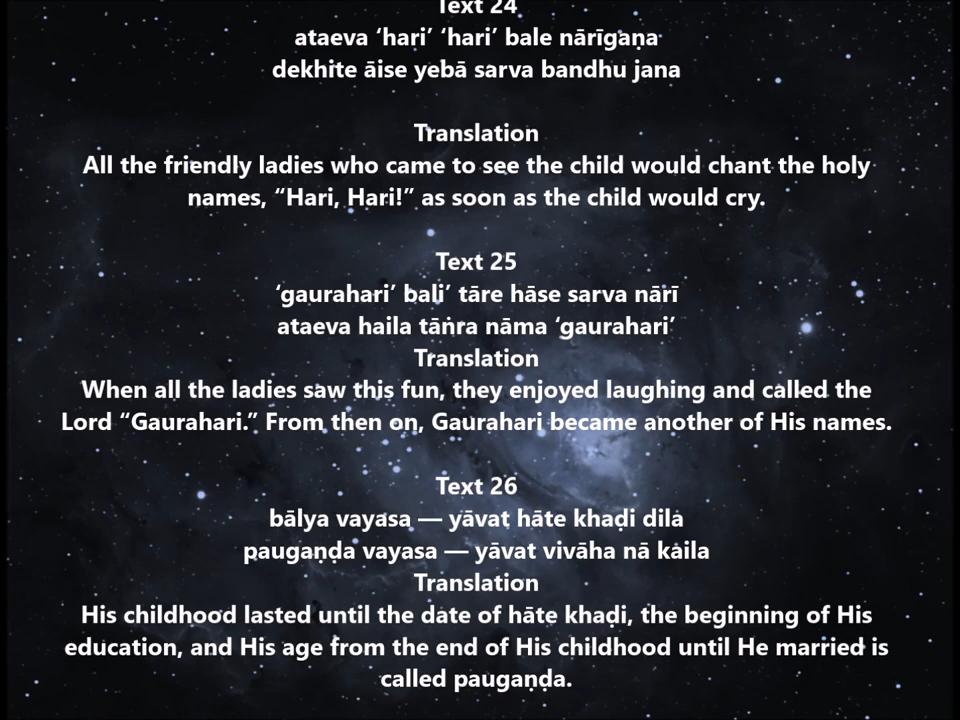 Text 24
ataeva ‘hari’ ‘hari’ bale nārīgaṇa
dekhite āise yebā sarva bandhu jana
Translation
All the friendly ladies who came to see the child would chant the holy
names, “Hari, Hari!” as soon as the child would cry.
Text 25
‘gaurahari’ bali’ tāre hāse sarva nārī
ataeva haila tāṅra nāma ‘gaurahari’
Translation
When all the ladies saw this fun, they enjoyed laughing and called the
Lord “Gaurahari.” From then on, Gaurahari became another of His names.
Text 26
bālya vayasa — yāvat hāte khaḍi dila
paugaṇḍa vayasa — yāvat vivāha nā kaila
Translation
His childhood lasted until the date of hāte khaḍi, the beginning of His
education, and His age from the end of His childhood until He married is
called paugaṇḍa.